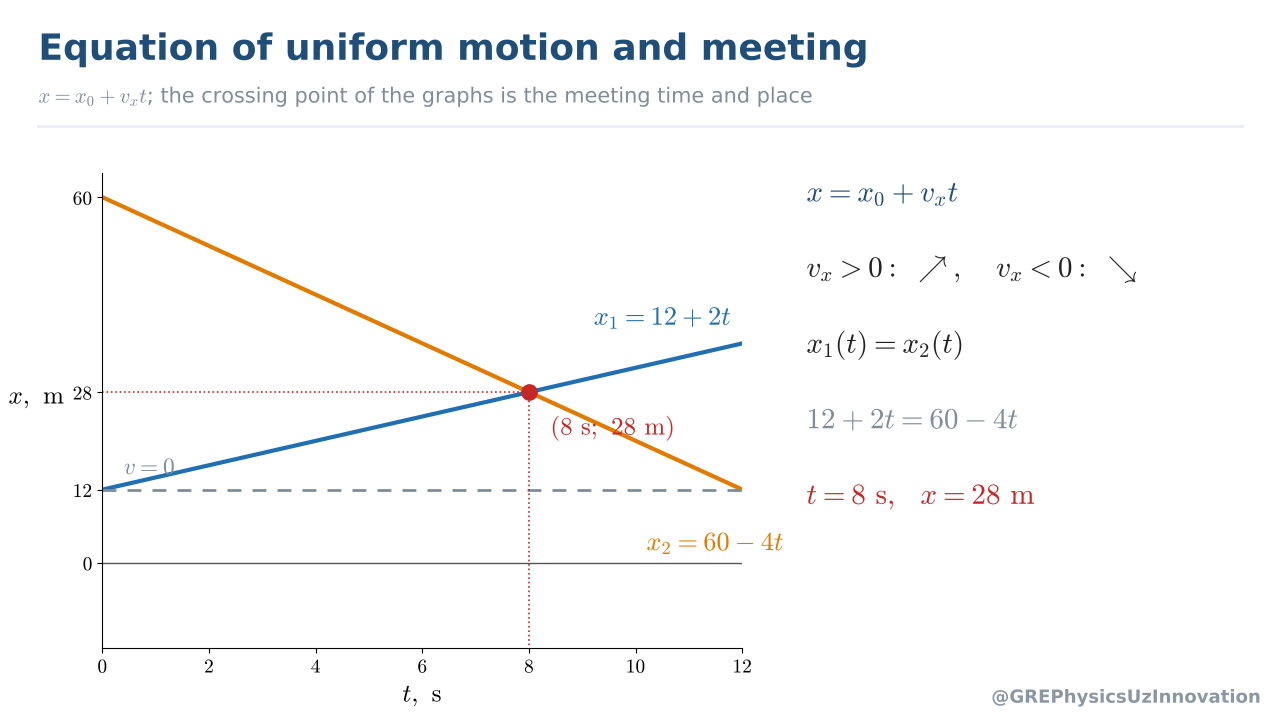 Equation of uniform motion and meeting
x = x₀ + vₓt; the crossing point of the graphs is the meeting time and place
60
28
12
0
x, m
x₁ = 12 + 2t
(8 s; 28 m)
v = 0
x₂ = 60 − 4t
0 2 4 6 8 10 12
t, s
x = x₀ + vₓt
vₓ > 0 : ↗, vₓ < 0 : ↘
x₁(t) = x₂(t)
12 + 2t = 60 − 4t
t = 8 s, x = 28 m
@GREPhysicsUzInnovation